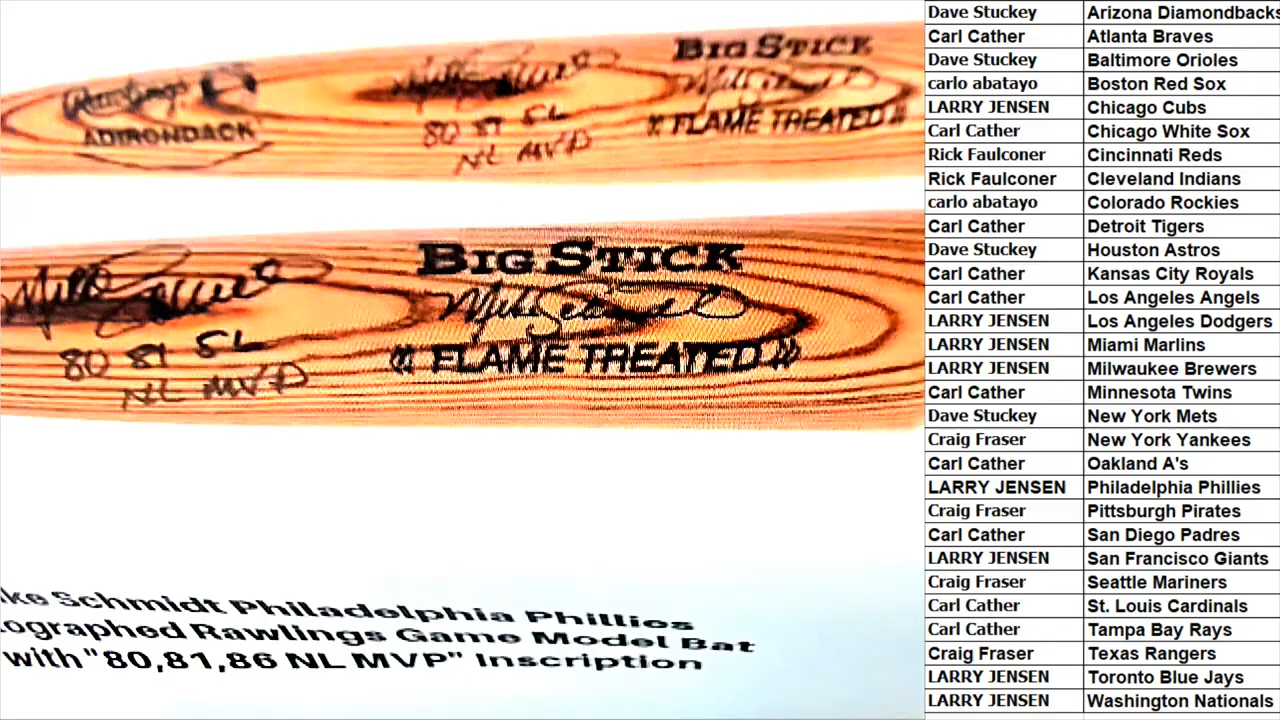 Rawlings
ADIRONDACK
80 81 86
NL MVP
BIG STICK
« FLAME TREATED »
80 81 86
NL MVP
BIG STICK
« FLAME TREATED »
ke Schmidt Philadelphia Phillies
ographed Rawlings Game Model Bat
with "80,81,86 NL MVP" Inscription
Dave Stuckey Arizona Diamondbacks
Carl Cather Atlanta Braves
Dave Stuckey Baltimore Orioles
carlo abatayo Boston Red Sox
LARRY JENSEN Chicago Cubs
Carl Cather Chicago White Sox
Rick Faulconer Cincinnati Reds
Rick Faulconer Cleveland Indians
carlo abatayo Colorado Rockies
Carl Cather Detroit Tigers
Dave Stuckey Houston Astros
Carl Cather Kansas City Royals
Carl Cather Los Angeles Angels
LARRY JENSEN Los Angeles Dodgers
LARRY JENSEN Miami Marlins
LARRY JENSEN Milwaukee Brewers
Carl Cather Minnesota Twins
Dave Stuckey New York Mets
Craig Fraser New York Yankees
Carl Cather Oakland A's
LARRY JENSEN Philadelphia Phillies
Craig Fraser Pittsburgh Pirates
Carl Cather San Diego Padres
LARRY JENSEN San Francisco Giants
Craig Fraser Seattle Mariners
Carl Cather St. Louis Cardinals
Carl Cather Tampa Bay Rays
Craig Fraser Texas Rangers
LARRY JENSEN Toronto Blue Jays
LARRY JENSEN Washington Nationals